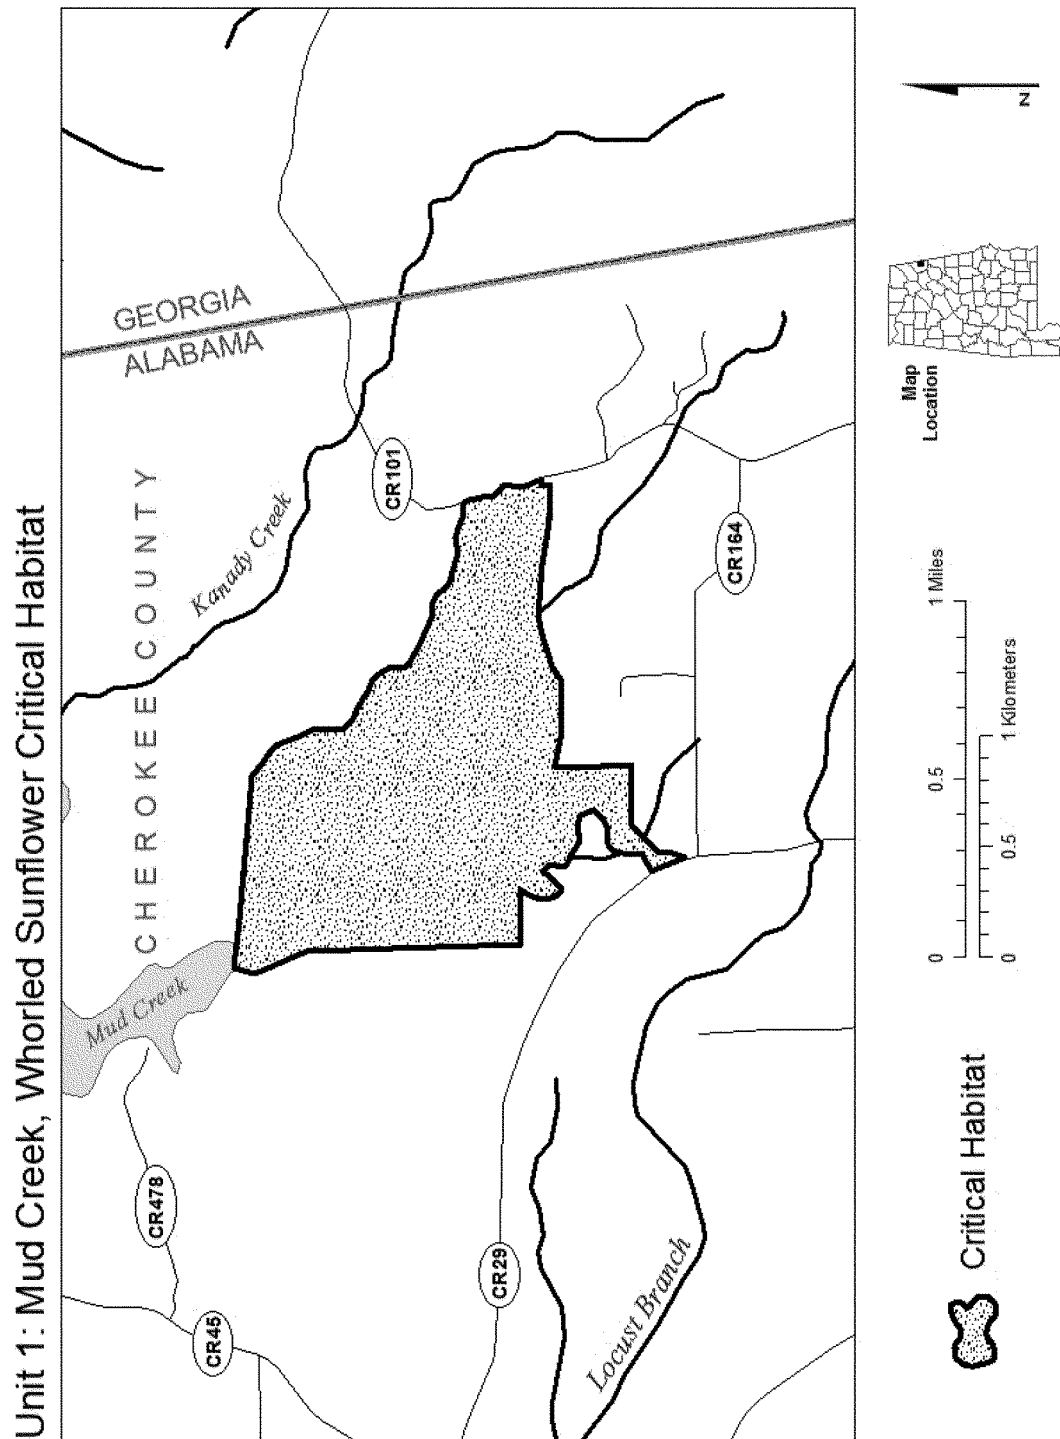 Unit 1: Mud Creek, Whorled Sunflower Critical Habitat
Mud Creek
CHEROKEE COUNTY
GEORGIA
ALABAMA
Kanady Creek
CR478
CR45
CR101
CR29
CR164
Locust Branch
Critical Habitat
0 0.5 1 Miles
0 0.5 1 Kilometers
Map
Location
N